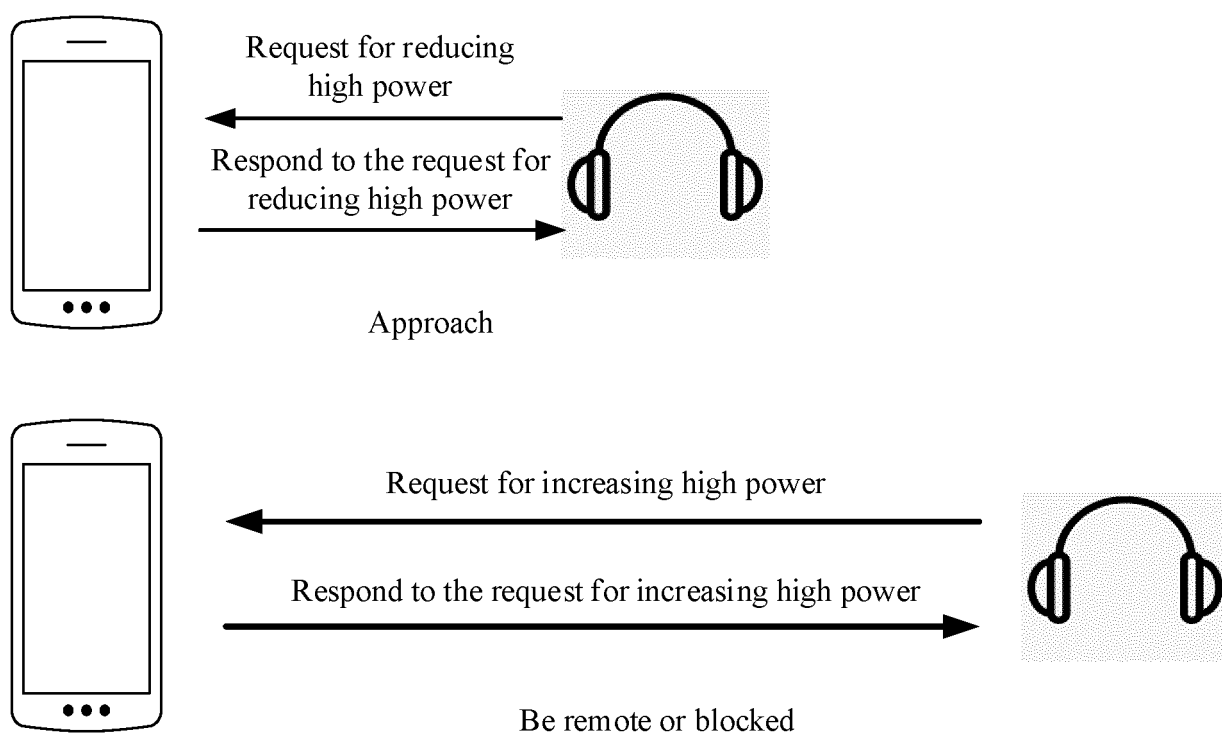 Request for reducing
high power
Respond to the request for
reducing high power
Approach
Request for increasing high power
Respond to the request for increasing high power
Be remote or blocked